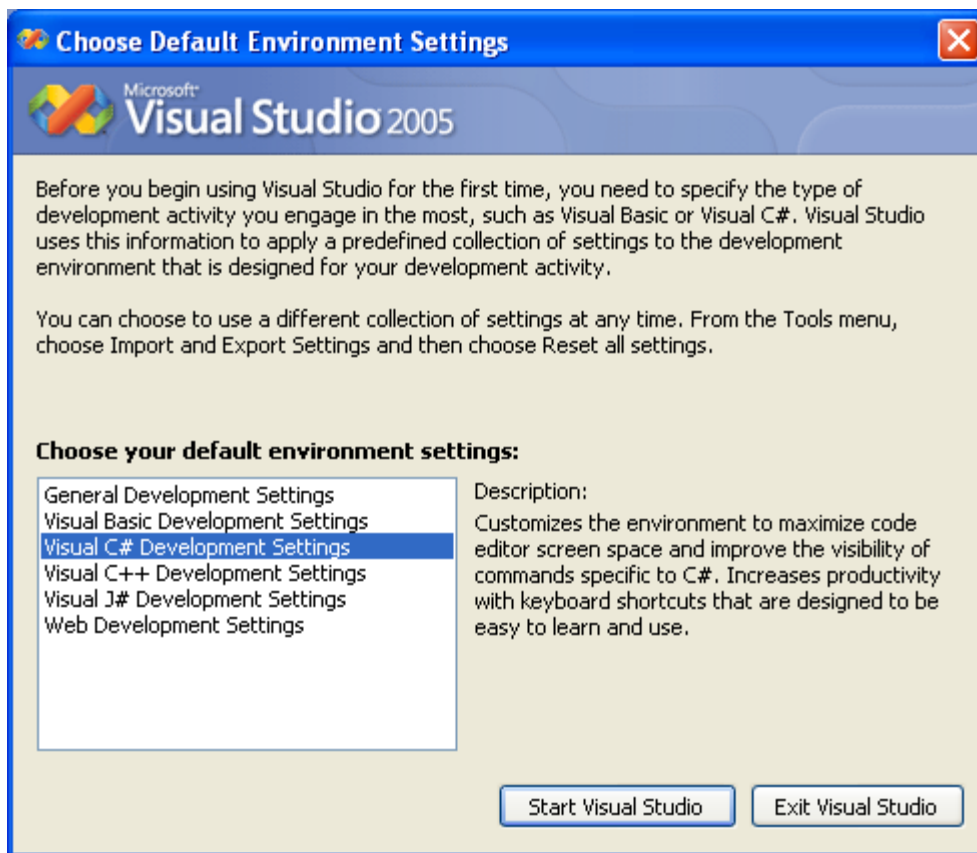 Choose Default Environment Settings
Microsoft
Visual Studio 2005
Before you begin using Visual Studio for the first time, you need to specify the type of
development activity you engage in the most, such as Visual Basic or Visual C#. Visual Studio
uses this information to apply a predefined collection of settings to the development
environment that is designed for your development activity.
You can choose to use a different collection of settings at any time. From the Tools menu,
choose Import and Export Settings and then choose Reset all settings.
Choose your default environment settings:
General Development Settings
Visual Basic Development Settings
Visual C# Development Settings
Visual C++ Development Settings
Visual J# Development Settings
Web Development Settings
Description:
Customizes the environment to maximize code
editor screen space and improve the visibility of
commands specific to C#. Increases productivity
with keyboard shortcuts that are designed to be
easy to learn and use.
Start Visual Studio
Exit Visual Studio